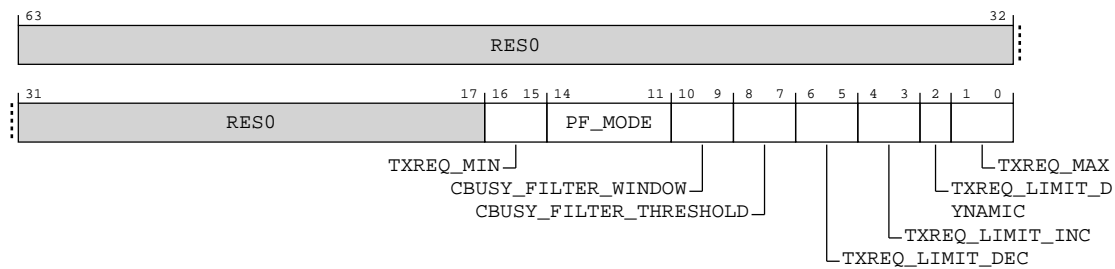 63 32
RES0
31 17 16 15 14 11 10 9 8 7 6 5 4 3 2 1 0
RES0 PF_MODE
TXREQ_MIN TXREQ_MAX
CBUSY_FILTER_WINDOW TXREQ_LIMIT_D
CBUSY_FILTER_THRESHOLD YNAMIC
TXREQ_LIMIT_INC
TXREQ_LIMIT_DEC